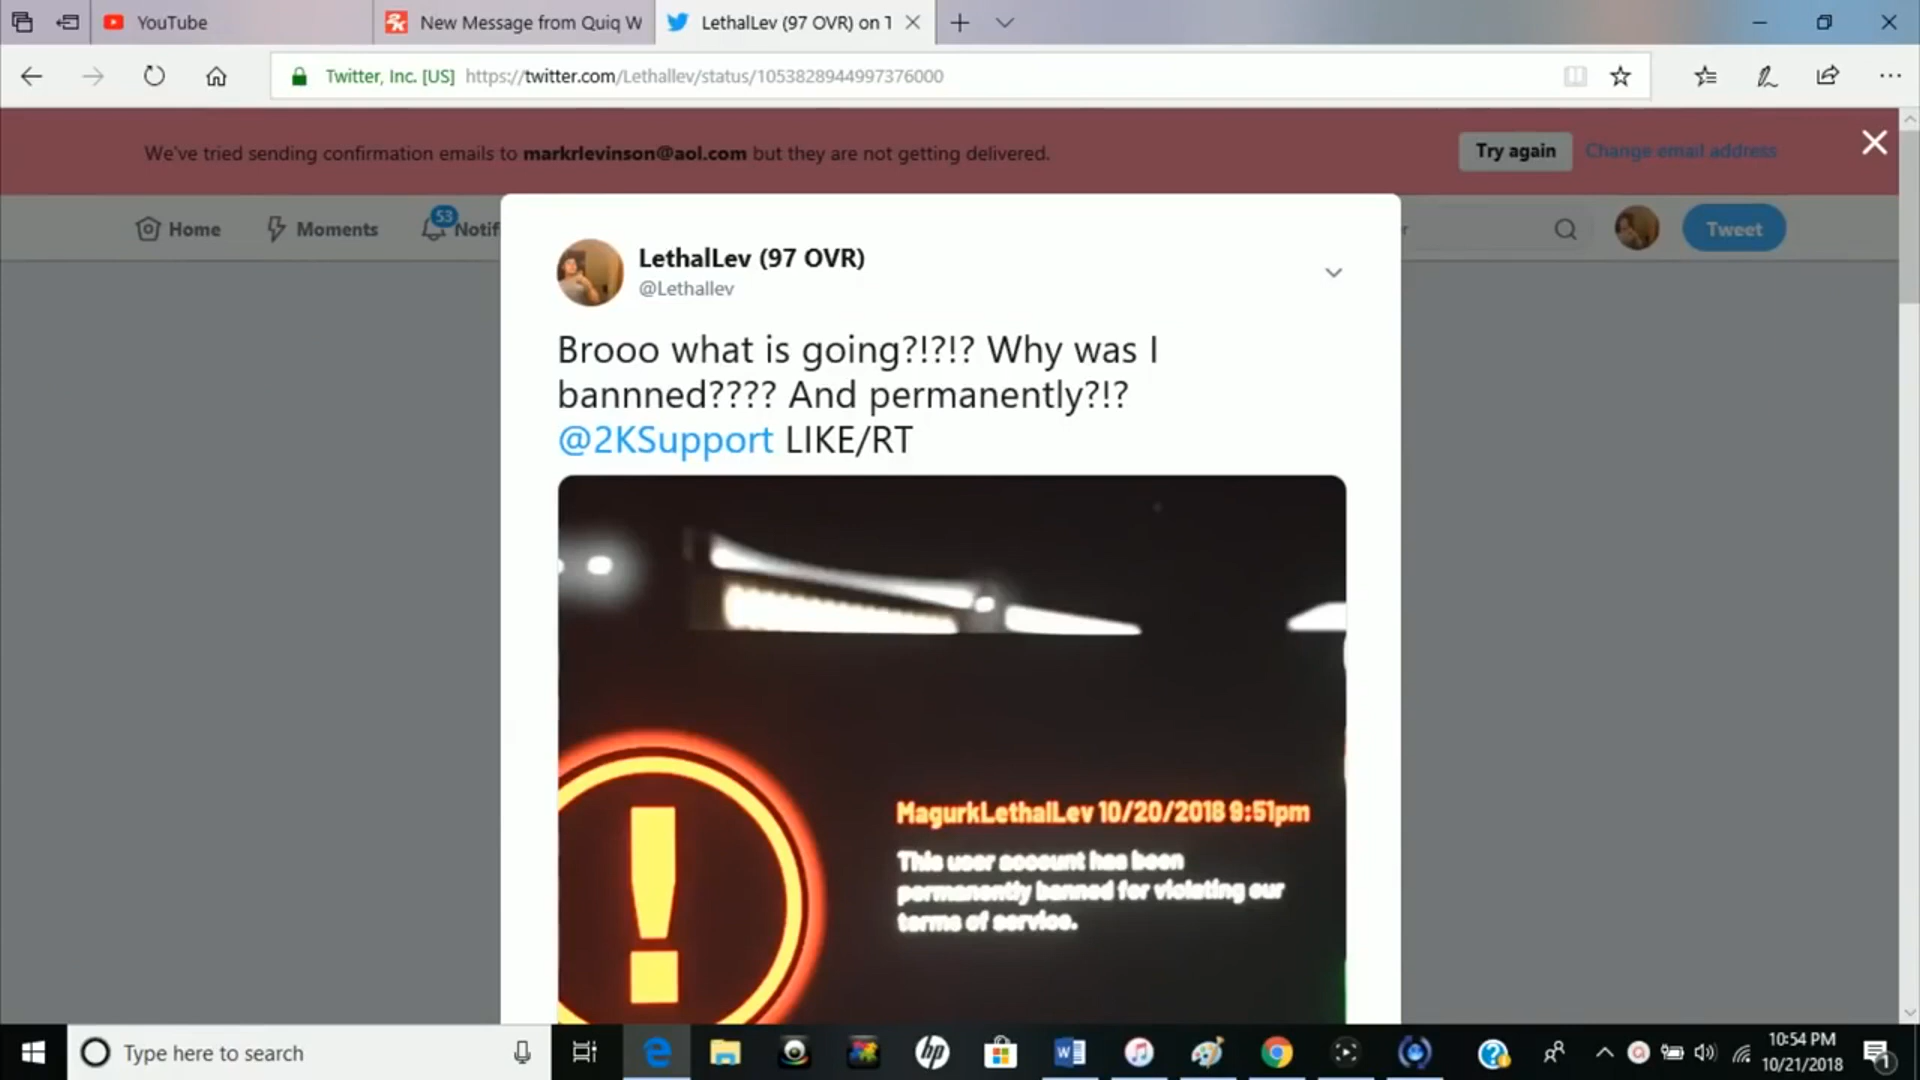 YouTube
New Message from Quiq W
LethalLev (97 OVR) on T
Twitter, Inc. [US] https://twitter.com/Lethallev/status/1053828944997376000
We've tried sending confirmation emails to markrlevinson@aol.com but they are not getting delivered.
Try again
Change email address
Home
Moments
53
Notif
Tweet
LethalLev (97 OVR)
@Lethallev
Brooo what is going?!?!? Why was I
bannned???? And permanently?!?
@2KSupport LIKE/RT
MagurkLethalLev 10/20/2018 9:51pm
This user account has been
permanently banned for violating our
terms of service.
Type here to search
10:54 PM
10/21/2018
1